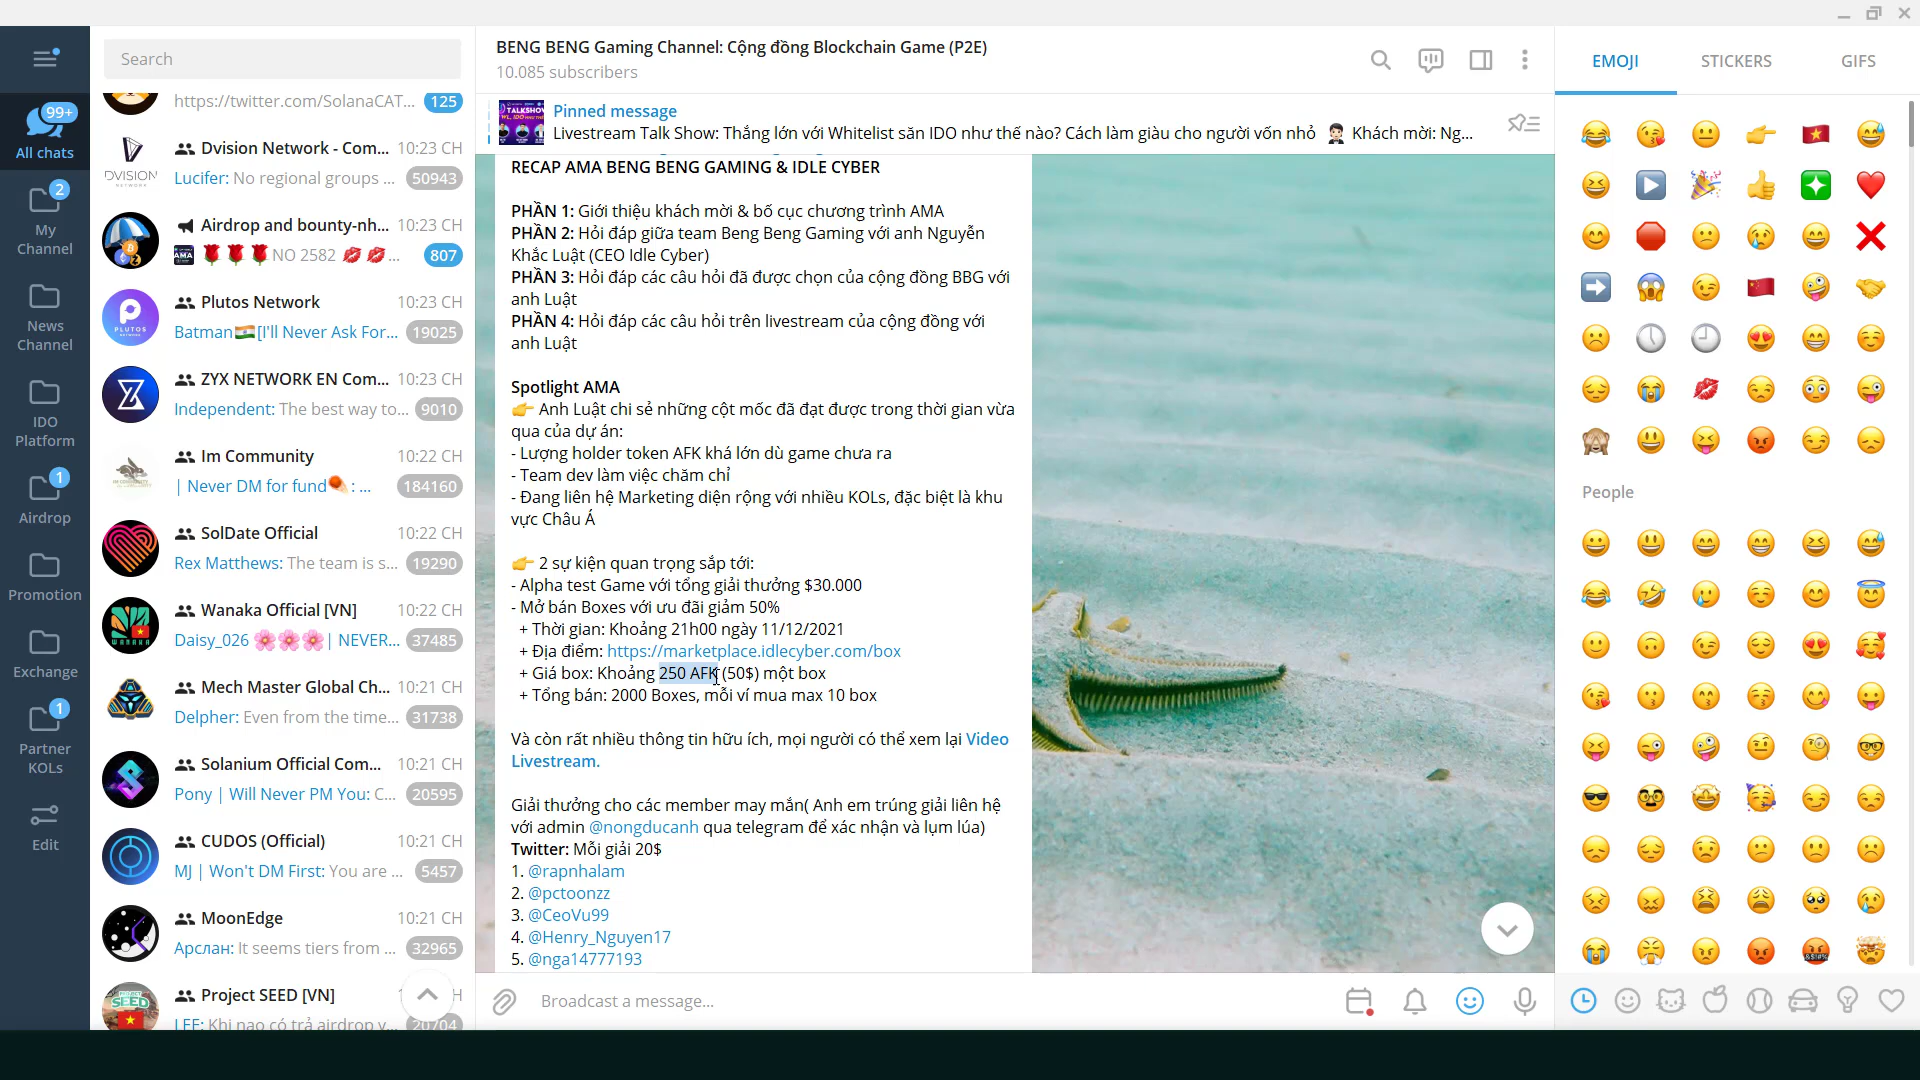 Search
BENG BENG Gaming Channel: Cộng đồng Blockchain Game (P2E)
10.085 subscribers
EMOJI
STICKERS
GIFS
99+
All chats
2
My
Channel
News
Channel
IDO
Platform
1
Airdrop
Promotion
Exchange
1
Partner
KOLs
Edit
https://twitter.com/SolanaCAT... 125
Dvision Network - Com... 10:23 CH
Lucifer: No regional groups ... 50943
DVISION
NETWORK
Airdrop and bounty-nh... 10:23 CH
NO 2582 ... 807
AMA
Plutos Network 10:23 CH
Batman🇮🇳[I'll Never Ask For... 19025
PLUTOS
ZYX NETWORK EN Com... 10:23 CH
Independent: The best way to... 9010
Im Community 10:22 CH
| Never DM for fund : ... 184160
SolDate Official 10:22 CH
Rex Matthews: The team is s... 19290
Wanaka Official [VN] 10:22 CH
Daisy_026 🌸🌸🌸| NEVER... 37485
WANAKA
Mech Master Global Ch... 10:21 CH
Delpher: Even from the time... 31738
Solanium Official Com... 10:21 CH
Pony | Will Never PM You: C... 20595
CUDOS (Official) 10:21 CH
MJ | Won't DM First: You are ... 5457
MoonEdge 10:21 CH
Арслан: It seems tiers from ... 32965
Project SEED [VN]
LEE: Khi nao có trả airdrop v... 20704
Pinned message
Livestream Talk Show: Thắng lớn với Whitelist săn IDO như thế nào? Cách làm giàu cho người vốn nhỏ Khách mời: Ng...
RECAP AMA BENG BENG GAMING & IDLE CYBER
PHẦN 1: Giới thiệu khách mời & bố cục chương trình AMA
PHẦN 2: Hỏi đáp giữa team Beng Beng Gaming với anh Nguyễn
Khắc Luật (CEO Idle Cyber)
PHẦN 3: Hỏi đáp các câu hỏi đã được chọn của cộng đồng BBG với
anh Luật
PHẦN 4: Hỏi đáp các câu hỏi trên livestream của cộng đồng với
anh Luật
Spotlight AMA
👉 Anh Luật chi sẻ những cột mốc đã đạt được trong thời gian vừa
qua của dự án:
- Lượng holder token AFK khá lớn dù game chưa ra
- Team dev làm việc chăm chỉ
- Đang liên hệ Marketing diện rộng với nhiều KOLs, đặc biệt là khu
vực Châu Á
👉 2 sự kiện quan trọng sắp tới:
- Alpha test Game với tổng giải thưởng $30.000
- Mở bán Boxes với ưu đãi giảm 50%
+ Thời gian: Khoảng 21h00 ngày 11/12/2021
+ Địa điểm: https://marketplace.idlecyber.com/box
+ Giá box: Khoảng 250 AFK (50$) một box
+ Tổng bán: 2000 Boxes, mỗi ví mua max 10 box
Và còn rất nhiều thông tin hữu ích, mọi người có thể xem lại Video
Livestream.
Giải thưởng cho các member may mắn( Anh em trúng giải liên hệ
với admin @nongducanh qua telegram để xác nhận và lụm lúa)
Twitter: Mỗi giải 20$
1. @rapnhalam
2. @pctoonzz
3. @CeoVu99
4. @Henry_Nguyen17
5. @nga14777193
Broadcast a message...
People